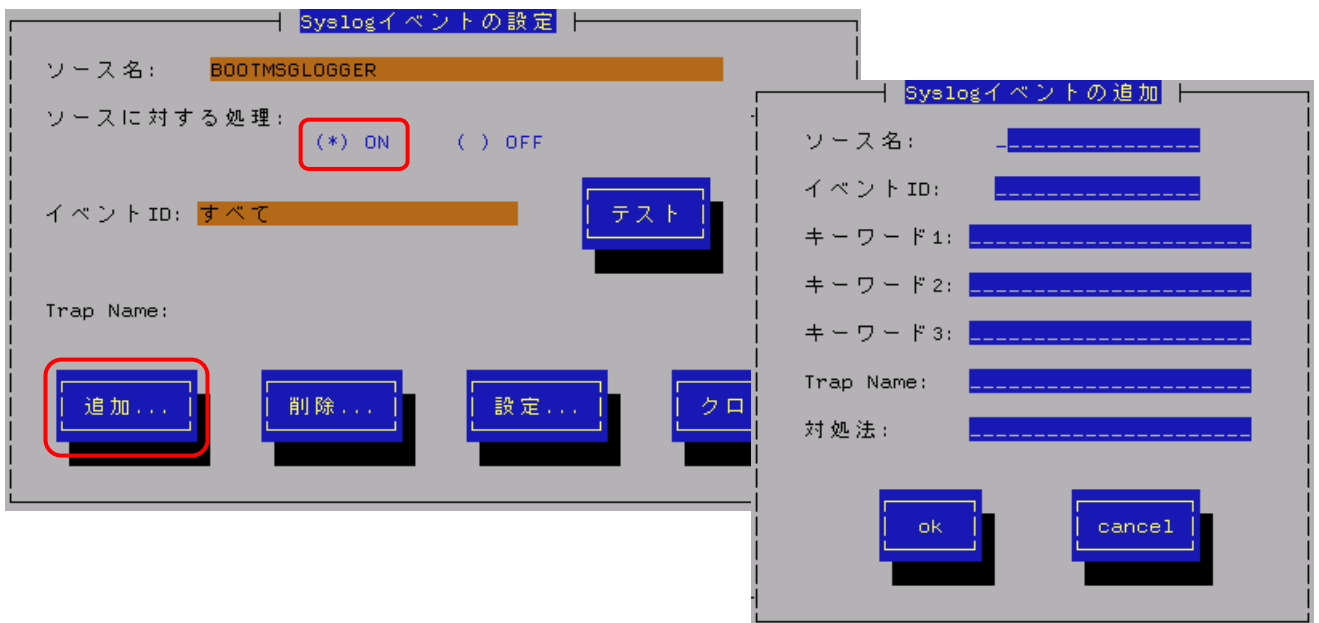 Syslogイベントの設定
ソース名: BOOTMSGLOGGER
ソースに対する処理:
(*) ON ( ) OFF
イベントID: すべて
テスト
Trap Name:
追加... 削除... 設定... クロ
Syslogイベントの追加
ソース名:
イベントID:
キーワード1:
キーワード2:
キーワード3:
Trap Name:
対処法:
ok cancel